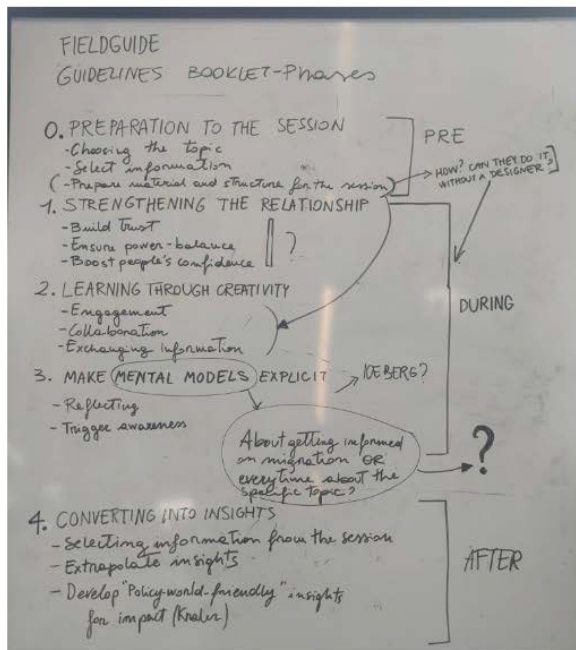 FIELDGUIDE
GUIDELINES BOOKLET-Phases
0. PREPARATION TO THE SESSION
-Choosing the topic
-Select information
(-Prepare material and structure for the session)
PRE
HOW? CAN THEY DO IT
WITHOUT A DESIGNER?
1. STRENGTHENING THE RELATIONSHIP
-Build Trust
-Ensure power-balance
-Boost people's confidence
?
2. LEARNING THROUGH CREATIVITY
-Engagement
-Collaboration
-Exchanging information
DURING
3. MAKE MENTAL MODELS EXPLICIT
ICEBERG?
-Reflecting
-Trigger awareness
About getting informed
on migration OR
everytime about the
specific topic?
?
4. CONVERTING INTO INSIGHTS
-Selecting information from the session
-Extrapolate insights
-Develop "Policy-world-friendly" insights
for impact
AFTER